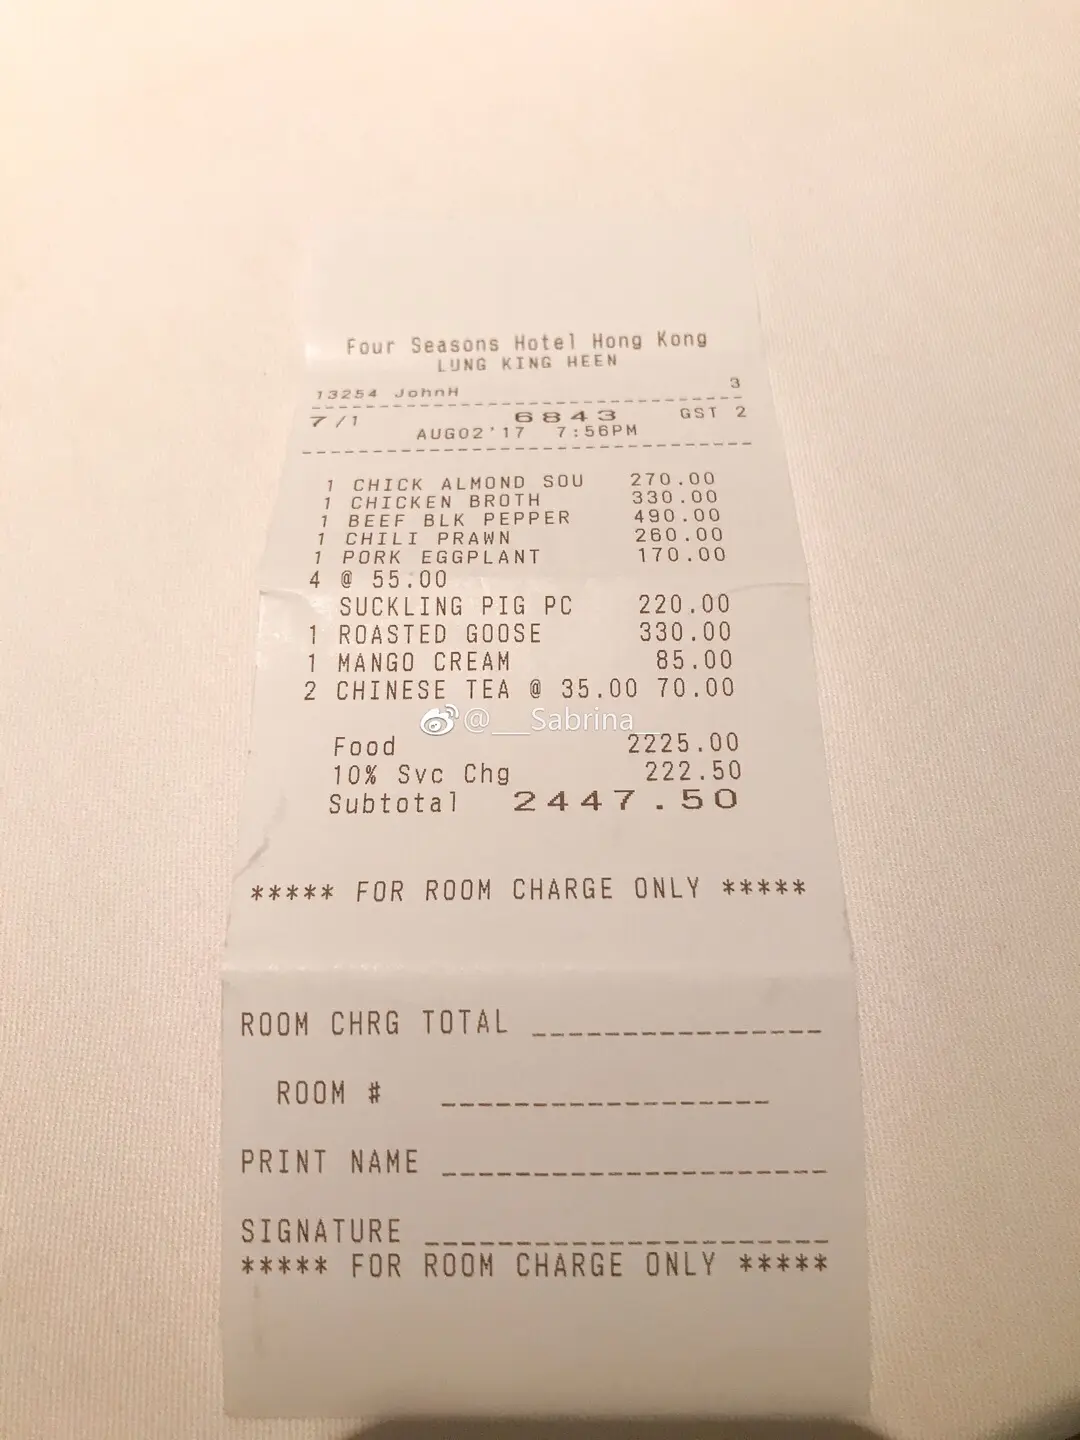 Four Seasons Hotel Hong Kong
LUNG KING HEEN
13254 JohnH 3
7/1 6843 GST 2
AUG02'17 7:56PM
1 CHICK ALMOND SOU 270.00
1 CHICKEN BROTH 330.00
1 BEEF BLK PEPPER 490.00
1 CHILI PRAWN 260.00
1 PORK EGGPLANT 170.00
4 @ 55.00
SUCKLING PIG PC 220.00
1 ROASTED GOOSE 330.00
1 MANGO CREAM 85.00
2 CHINESE TEA @ 35.00 70.00
@__Sabrina__
Food 2225.00
10% Svc Chg 222.50
Subtotal 2447.50
***** FOR ROOM CHARGE ONLY *****
ROOM CHRG TOTAL ________________
ROOM # __________________
PRINT NAME _____________________
SIGNATURE ______________________
***** FOR ROOM CHARGE ONLY *****